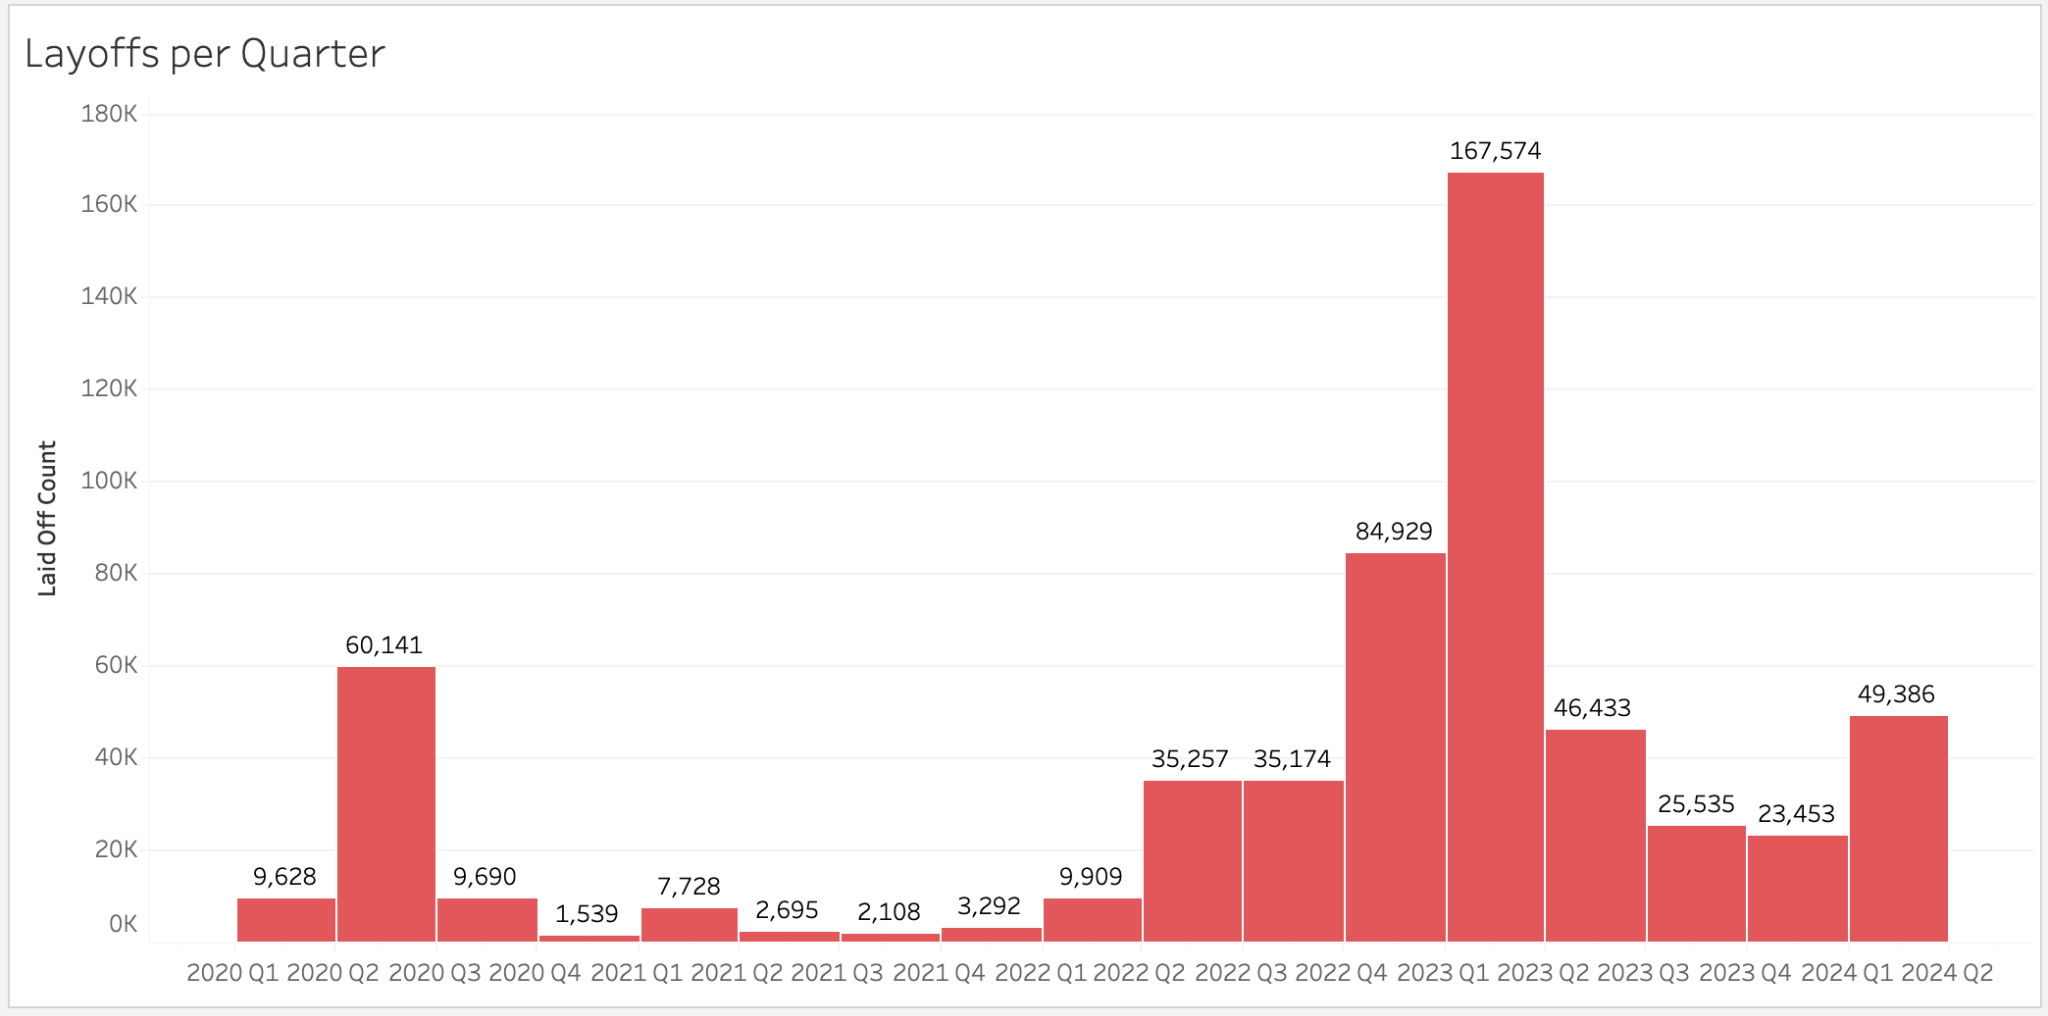 Layoffs per Quarter
180K
160K
140K
120K
100K
80K
60K
40K
20K
0K
Laid Off Count
9,628
60,141
9,690
1,539
7,728
2,695
2,108
3,292
9,909
35,257
35,174
84,929
167,574
46,433
25,535
23,453
49,386
2020 Q1 2020 Q2 2020 Q3 2020 Q4 2021 Q1 2021 Q2 2021 Q3 2021 Q4 2022 Q1 2022 Q2 2022 Q3 2022 Q4 2023 Q1 2023 Q2 2023 Q3 2023 Q4 2024 Q1 2024 Q2